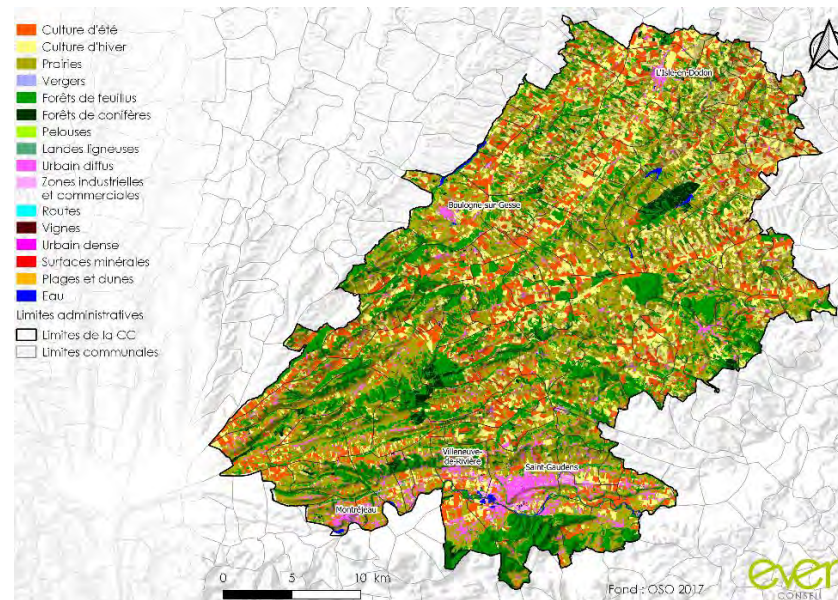 Culture d'été
Culture d'hiver
Prairies
Vergers
Forêts de feuillus
Forêts de conifères
Pelouses
Landes ligneuses
Urbain diffus
Zones industrielles
et commerciales
Routes
Vignes
Urbain dense
Surfaces minérales
Plages et dunes
Eau
Limites administratives
Limites de la CC
Limites communales
L'Isle-en-Dodon
Boulogne-sur-Gesse
Villeneuve-
de-Rivière
Saint-Gaudens
Montréjeau
0 5 10 km
Fond : OSO 2017
even
CONSEIL